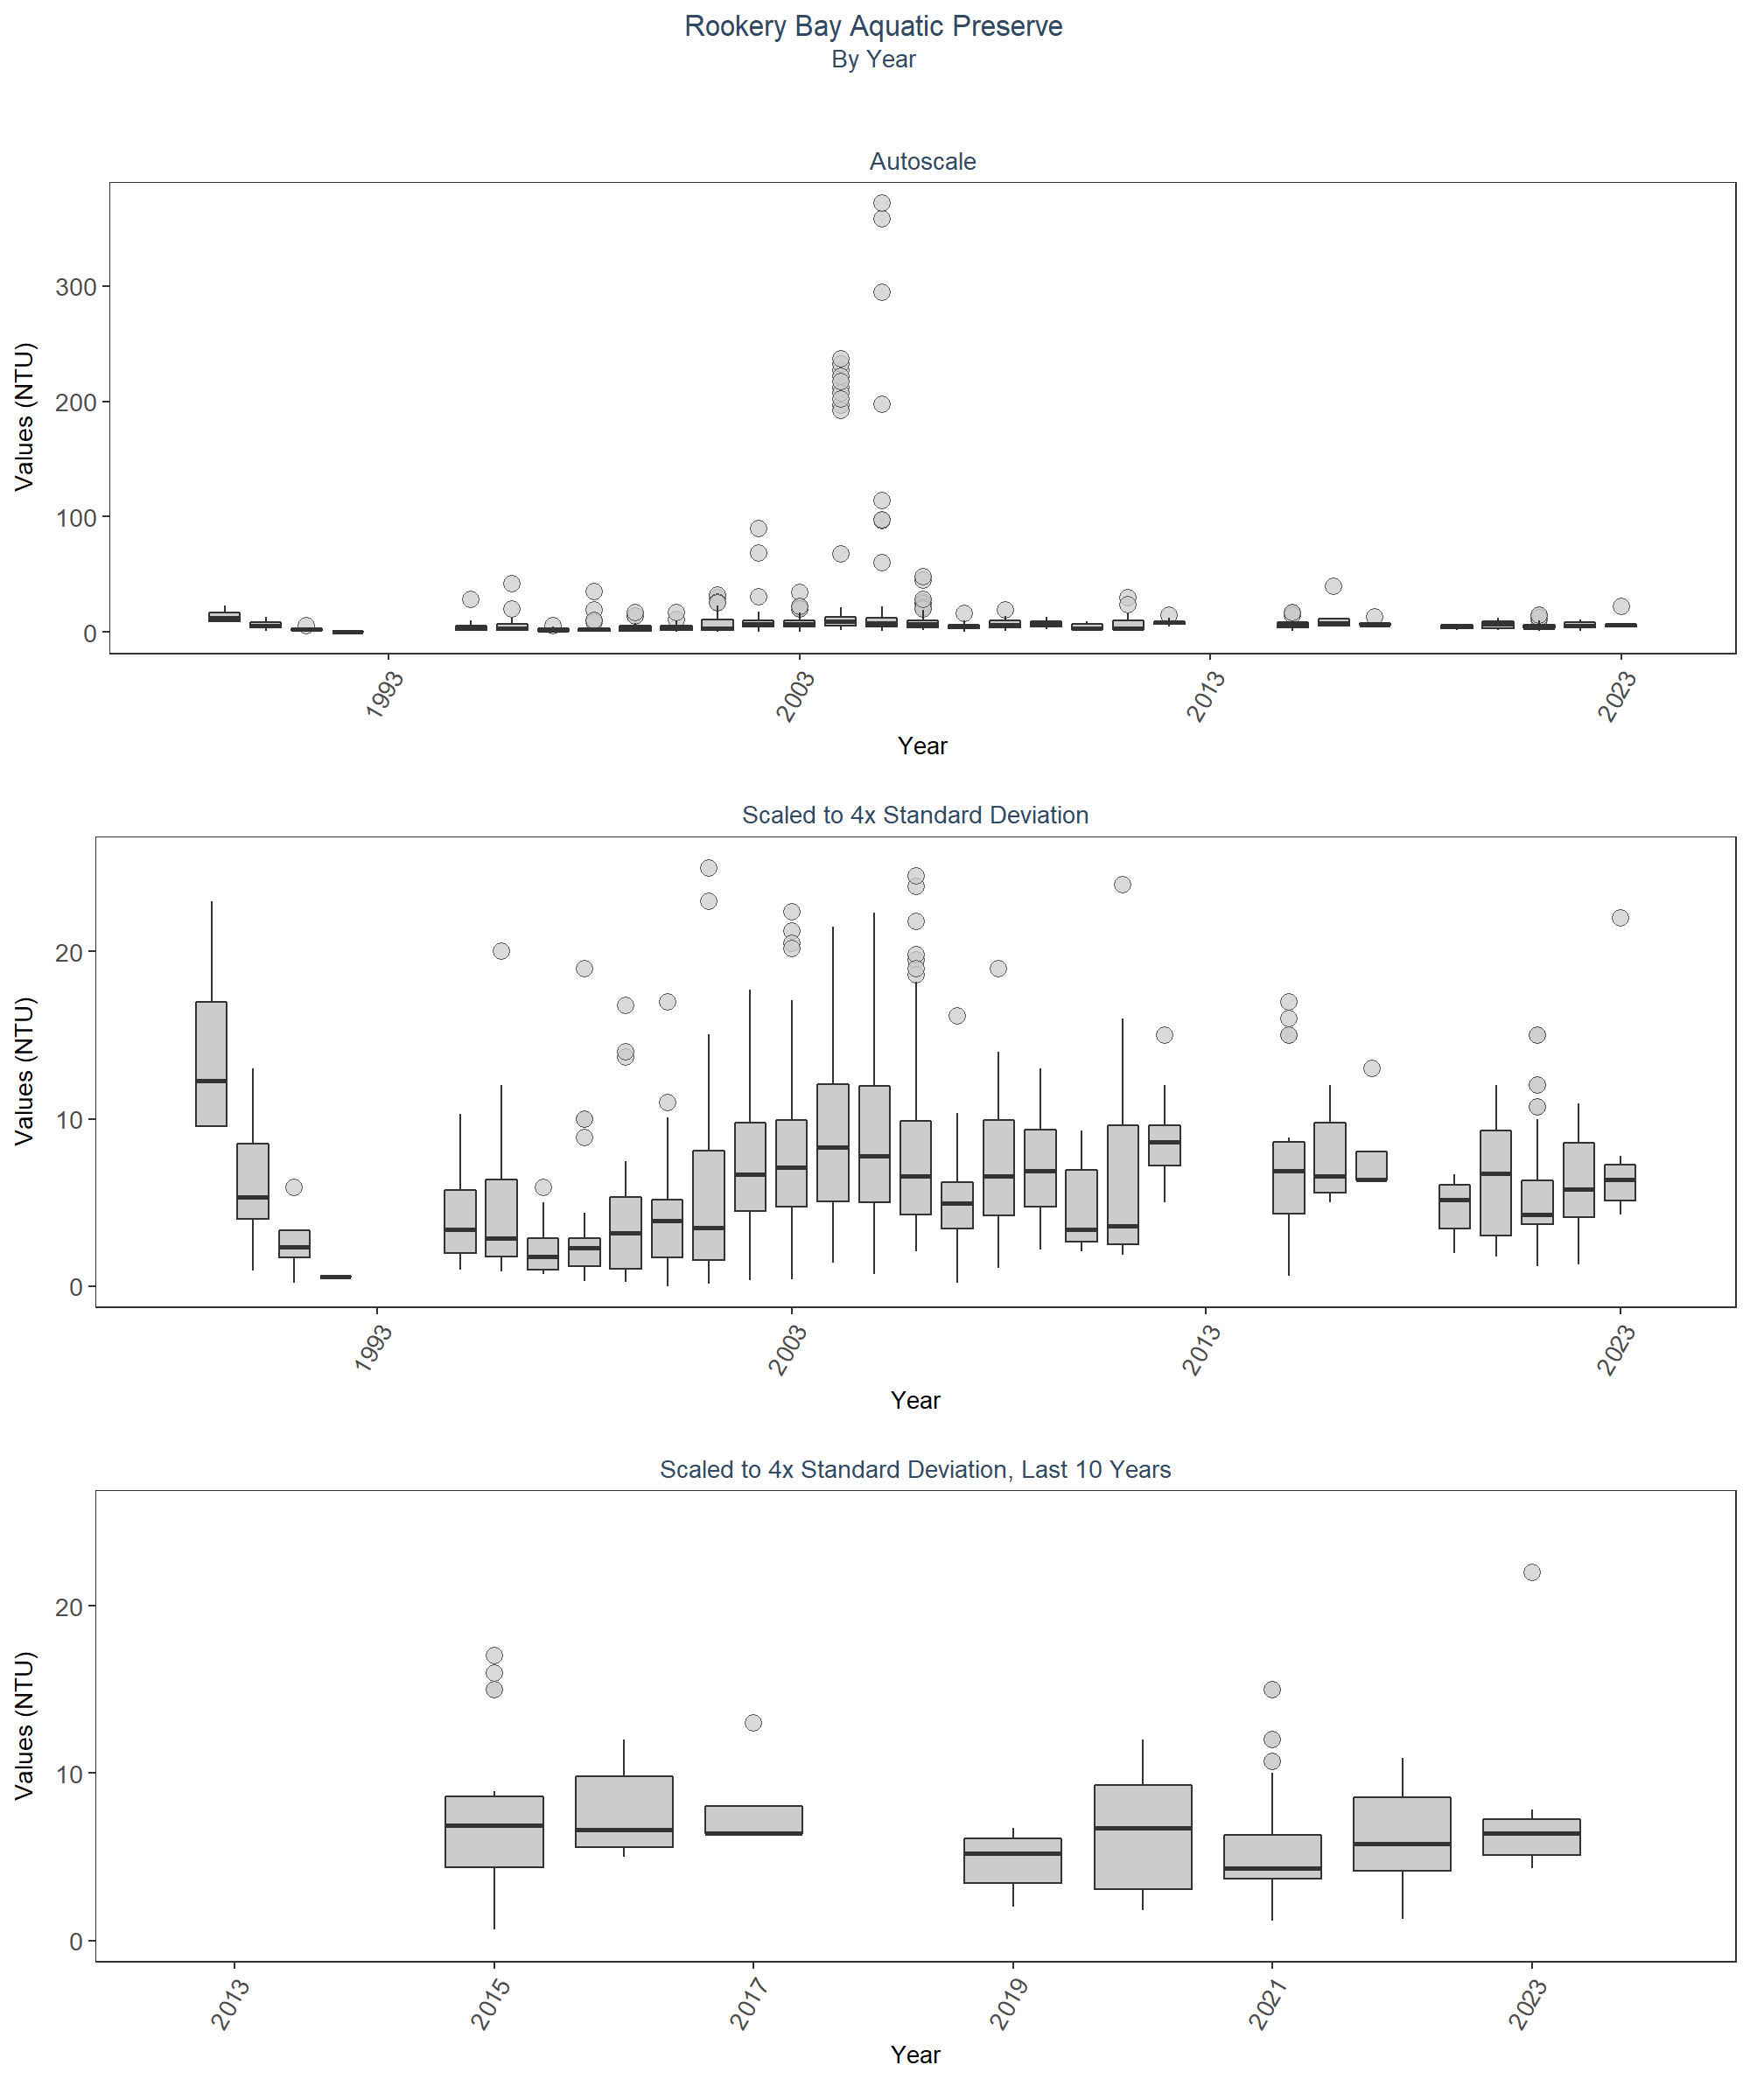 Rookery Bay Aquatic Preserve
By Year
Autoscale
Values (NTU)
300
200
100
0
1993
2003
2013
2023
Year
Scaled to 4x Standard Deviation
Values (NTU)
20
10
0
1993
2003
2013
2023
Year
Scaled to 4x Standard Deviation, Last 10 Years
Values (NTU)
20
10
0
2013
2015
2017
2019
2021
2023
Year